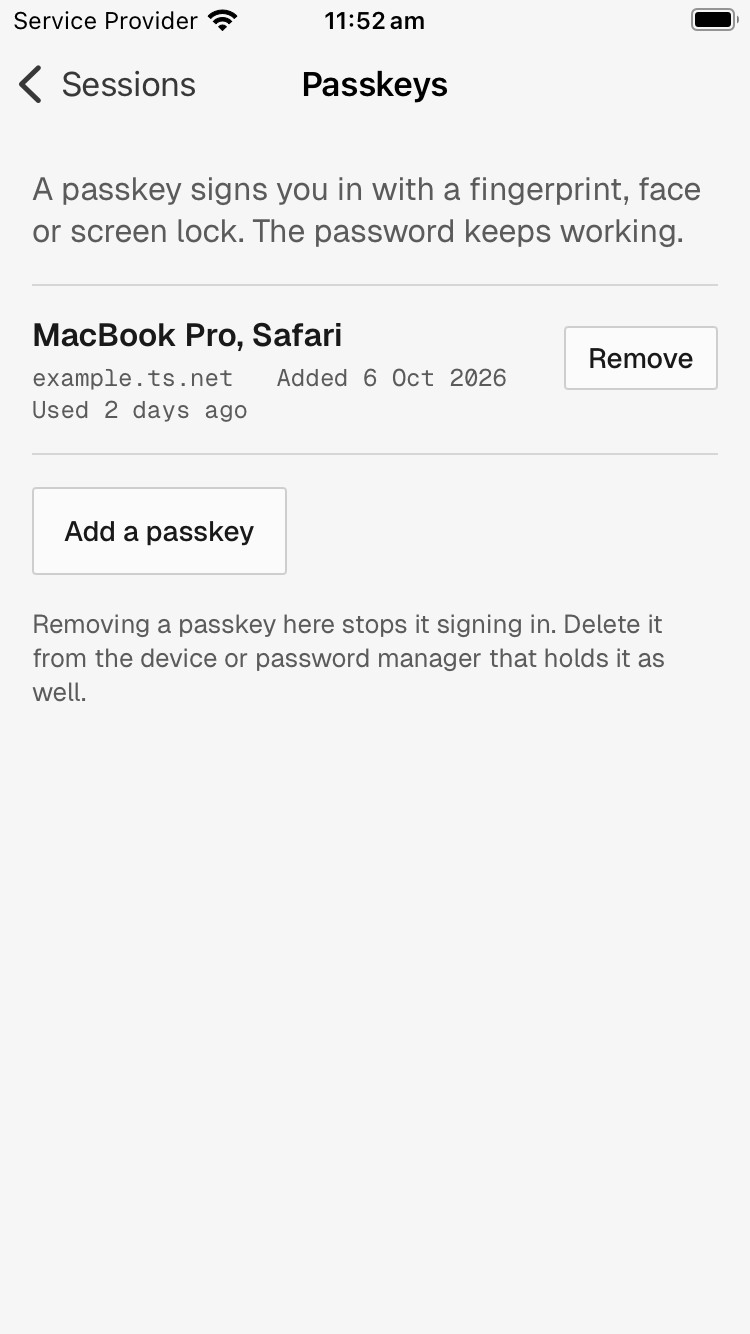 Service Provider 11:52 am
Sessions Passkeys
A passkey signs you in with a fingerprint, face
or screen lock. The password keeps working.
MacBook Pro, Safari
Remove
example.ts.net Added 6 Oct 2026
Used 2 days ago
Add a passkey
Removing a passkey here stops it signing in. Delete it
from the device or password manager that holds it as
well.